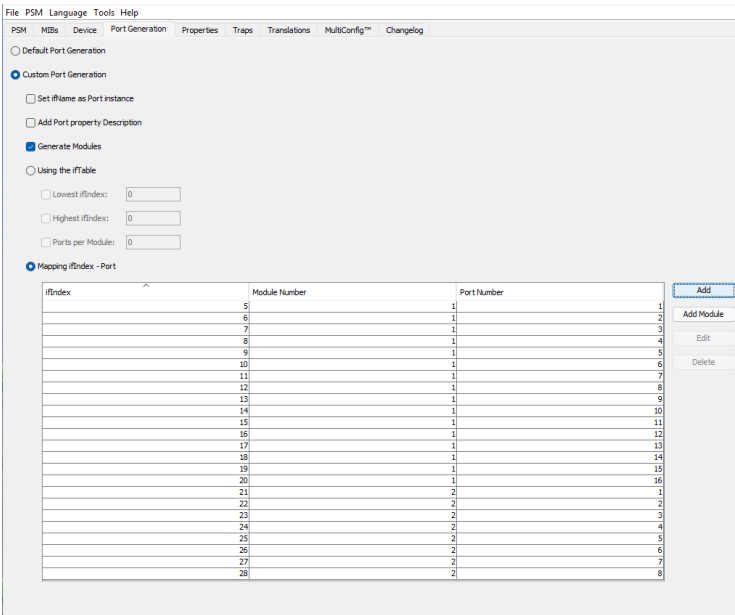 File PSM Language Tools Help
PSM MIBs Device Port Generation Properties Traps Translations MultiConfig™ Changelog
Default Port Generation
Custom Port Generation
Set ifName as Port instance
Add Port property Description
Generate Modules
Using the ifTable
Lowest ifIndex: 0
Highest ifIndex: 0
Ports per Module: 0
Mapping ifIndex - Port
ifIndex Module Number Port Number Add
5 1 1
6 1 2 Add Module
7 1 3
8 1 4 Edit
9 1 5
10 1 6 Delete
11 1 7
12 1 8
13 1 9
14 1 10
15 1 11
16 1 12
17 1 13
18 1 14
19 1 15
20 1 16
21 2 1
22 2 2
23 2 3
24 2 4
25 2 5
26 2 6
27 2 7
28 2 8